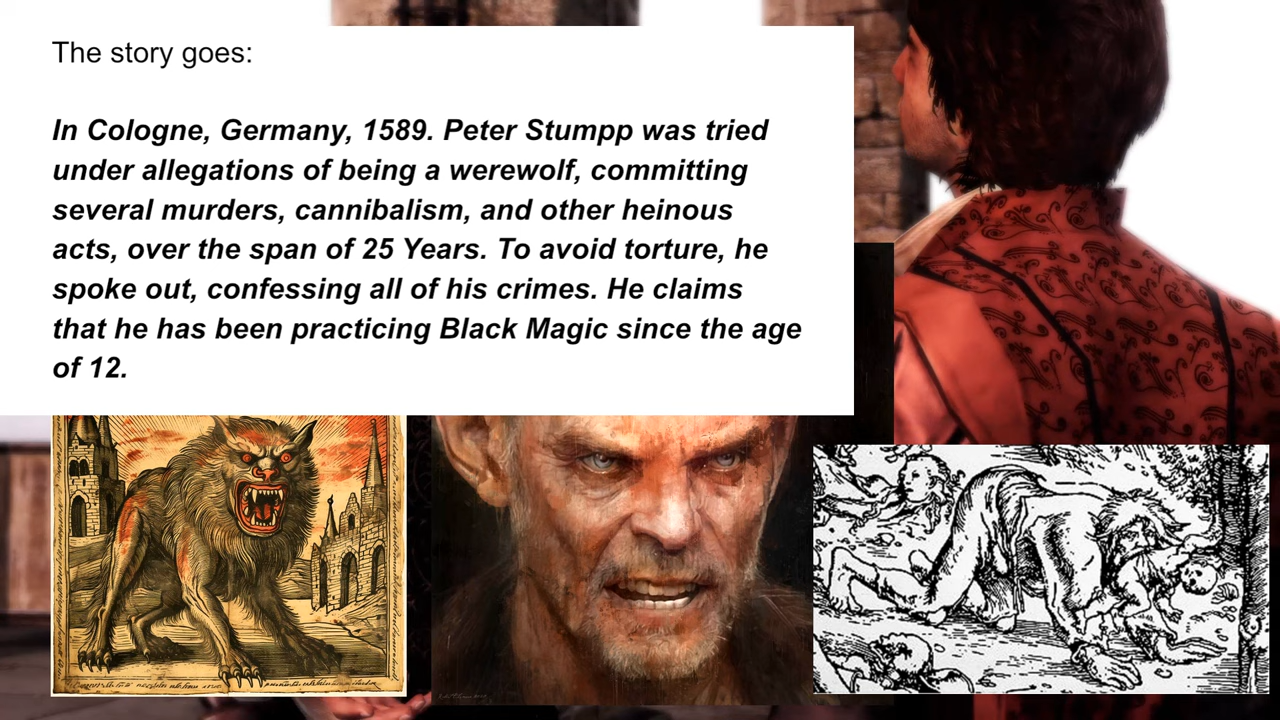 The story goes:
In Cologne, Germany, 1589. Peter Stumpp was tried
under allegations of being a werewolf, committing
several murders, cannibalism, and other heinous
acts, over the span of 25 Years. To avoid torture, he
spoke out, confessing all of his crimes. He claims
that he has been practicing Black Magic since the age
of 12.